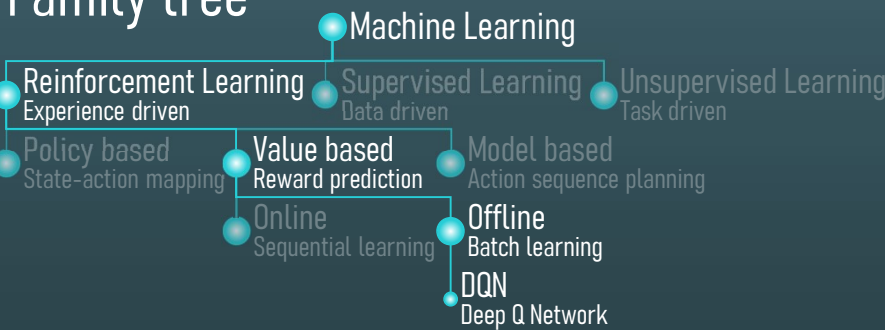 Family tree
Machine Learning
Reinforcement Learning
Experience driven
Supervised Learning
Data driven
Unsupervised Learning
Task driven
Policy based
State-action mapping
Value based
Reward prediction
Model based
Action sequence planning
Online
Sequential learning
Offline
Batch learning
DQN
Deep Q Network